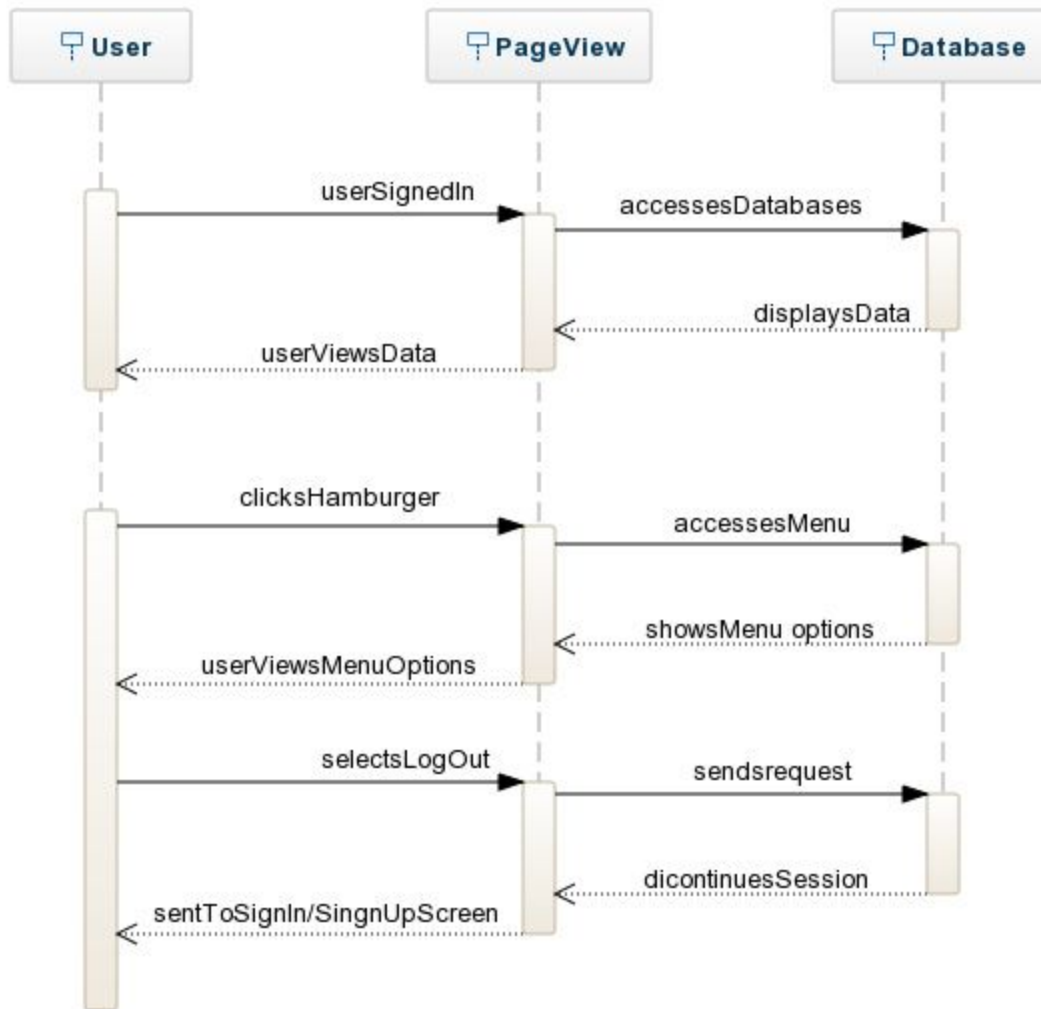 User
PageView
Database
userSignedIn
accessesDatabases
displaysData
userViewsData
clicksHamburger
accessesMenu
showsMenu options
userViewsMenuOptions
selectsLogOut
sendsrequest
dicontinuesSession
sentToSignIn/SingnUpScreen